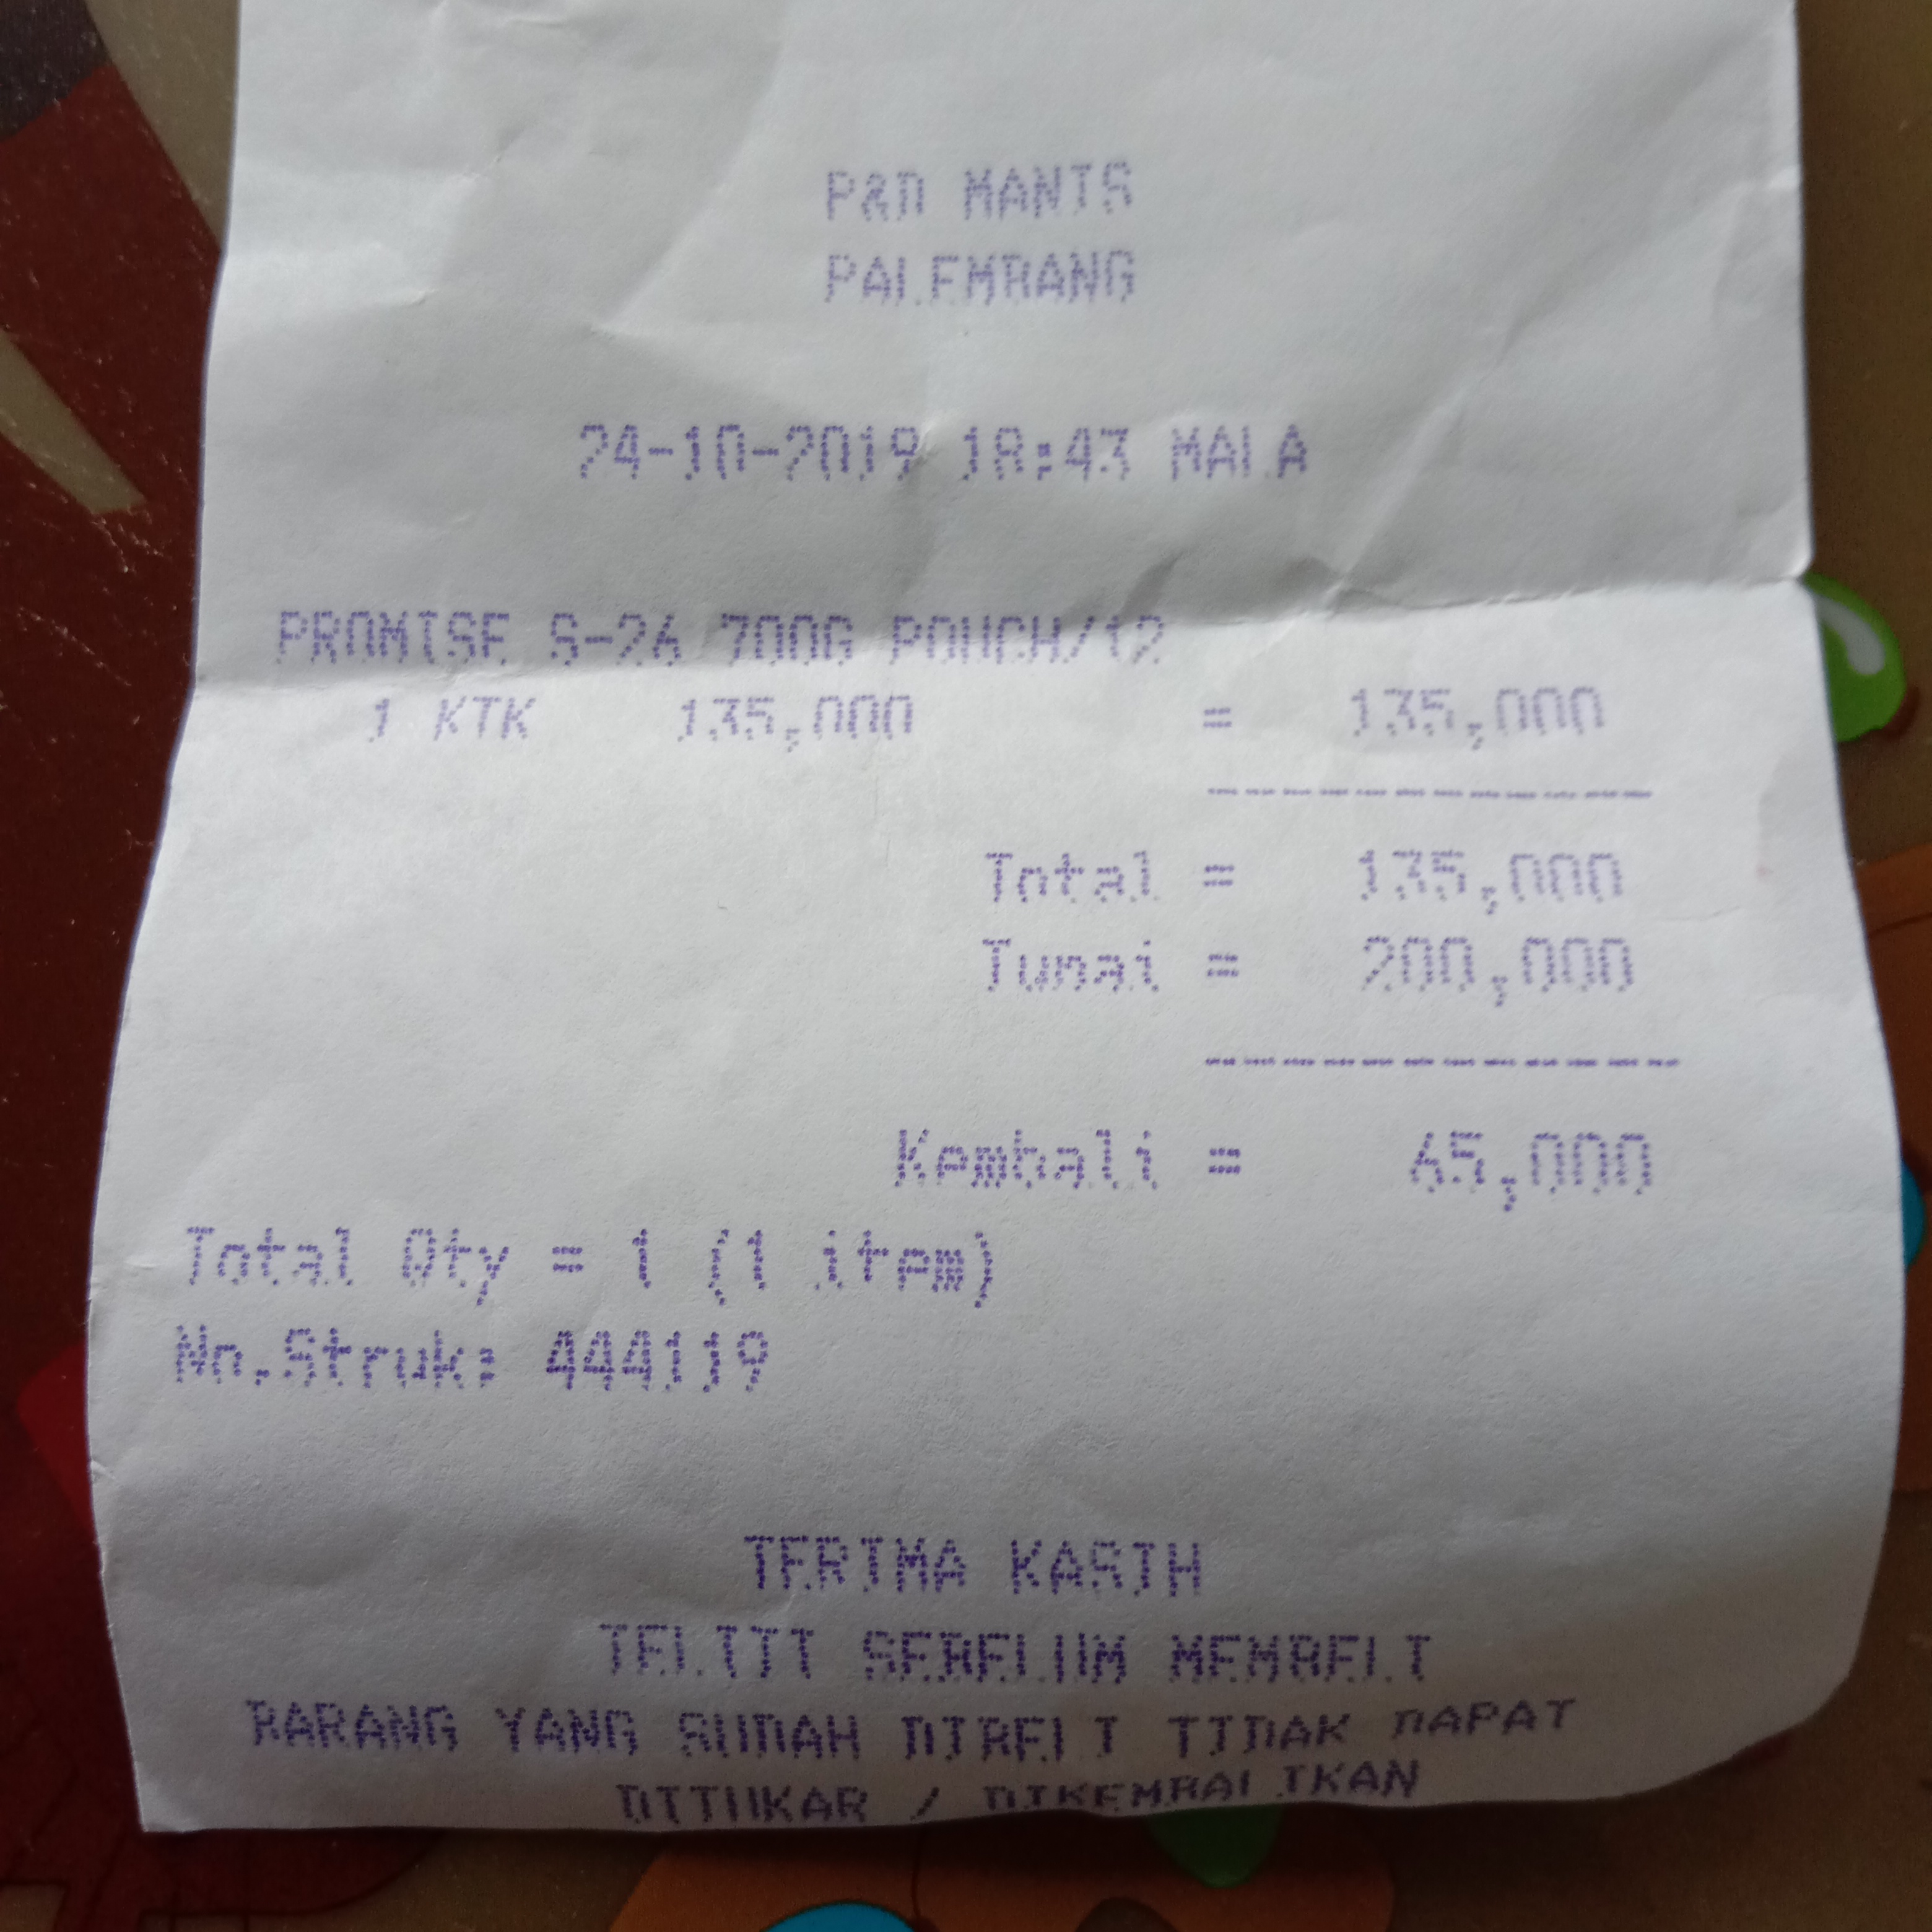 P&D MANIS
PALEMBANG
24-10-2019 18:43 MALA
PROMISE S-26 700G POUCH/12
1 KTK 135,000 = 135,000
Total = 135,000
Tunai = 200,000
Kembali = 65,000
Total Qty = 1 (1 item)
No.Struk:
TERIMA KASIH
TELITI SEBELUM MEMBELI
BARANG YANG SUDAH DIBELI TIDAK DAPAT
DITUKAR / DIKEMBALIKAN